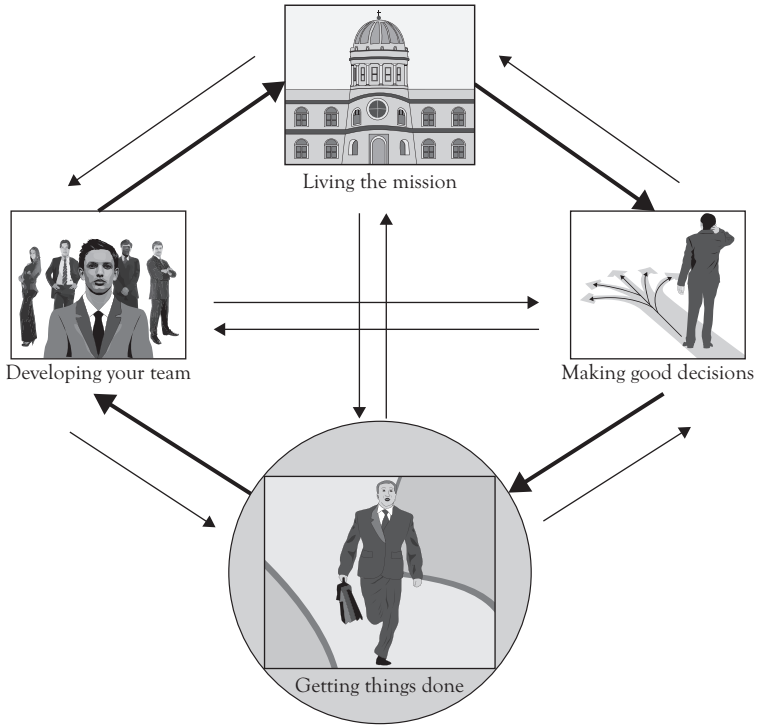 Living the mission
Developing your team
Making good decisions
Getting things done